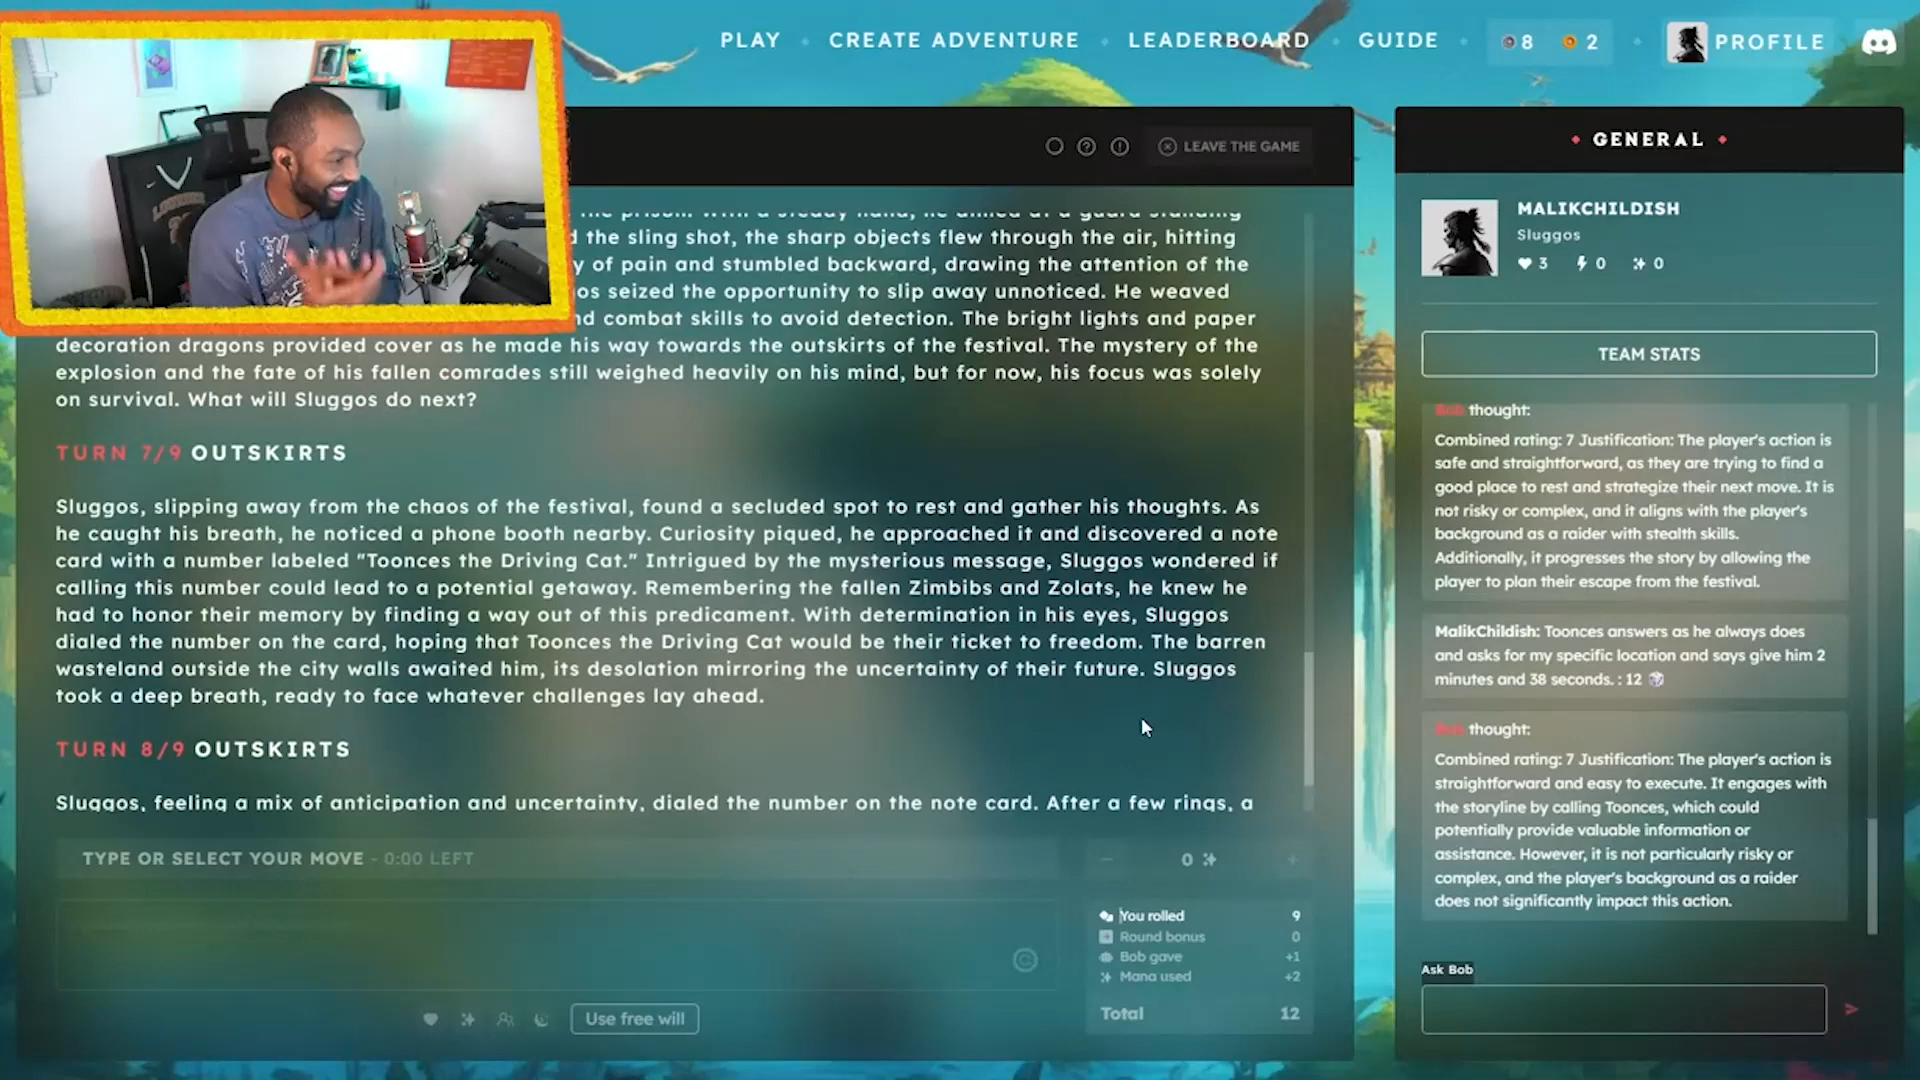 PLAY CREATE ADVENTURE LEADERBOARD GUIDE 8 2 PROFILE
LEAVE THE GAME
the sling shot, the sharp objects flew through the air, hitting
y of pain and stumbled backward, drawing the attention of the
os seized the opportunity to slip away unnoticed. He weaved
nd combat skills to avoid detection. The bright lights and paper
decoration dragons provided cover as he made his way towards the outskirts of the festival. The mystery of the
explosion and the fate of his fallen comrades still weighed heavily on his mind, but for now, his focus was solely
on survival. What will Sluggos do next?
TURN 7/9 OUTSKIRTS
Sluggos, slipping away from the chaos of the festival, found a secluded spot to rest and gather his thoughts. As
he caught his breath, he noticed a phone booth nearby. Curiosity piqued, he approached it and discovered a note
card with a number labeled "Toonces the Driving Cat." Intrigued by the mysterious message, Sluggos wondered if
calling this number could lead to a potential getaway. Remembering the fallen Zimbibs and Zolats, he knew he
had to honor their memory by finding a way out of this predicament. With determination in his eyes, Sluggos
dialed the number on the card, hoping that Toonces the Driving Cat would be their ticket to freedom. The barren
wasteland outside the city walls awaited him, its desolation mirroring the uncertainty of their future. Sluggos
took a deep breath, ready to face whatever challenges lay ahead.
TURN 8/9 OUTSKIRTS
Sluggos, feeling a mix of anticipation and uncertainty, dialed the number on the note card. After a few rings, a
TYPE OR SELECT YOUR MOVE - 0:00 LEFT
0
You rolled 9
Round bonus 0
Bob gave +1
Mana used +2
Total 12
Use free will
GENERAL
MALIKCHILDISH
Sluggos
3 0 0
TEAM STATS
Bob thought:
Combined rating: 7 Justification: The player's action is
safe and straightforward, as they are trying to find a
good place to rest and strategize their next move. It is
not risky or complex, and it aligns with the player's
background as a raider with stealth skills.
Additionally, it progresses the story by allowing the
player to plan their escape from the festival.
MalikChildish: Toonces answers as he always does
and asks for my specific location and says give him 2
minutes and 38 seconds. : 12
Bob thought:
Combined rating: 7 Justification: The player's action is
straightforward and easy to execute. It engages with
the storyline by calling Toonces, which could
potentially provide valuable information or
assistance. However, it is not particularly risky or
complex, and the player's background as a raider
does not significantly impact this action.
Ask Bob